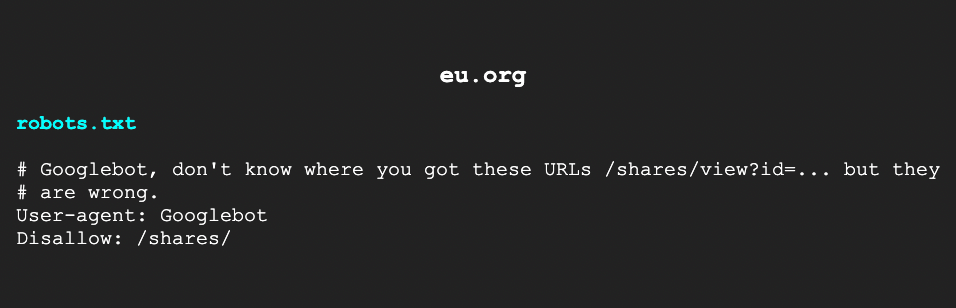 eu.org
robots.txt
# Googlebot, don't know where you got these URLs /shares/view?id=... but they
# are wrong.
User-agent: Googlebot
Disallow: /shares/